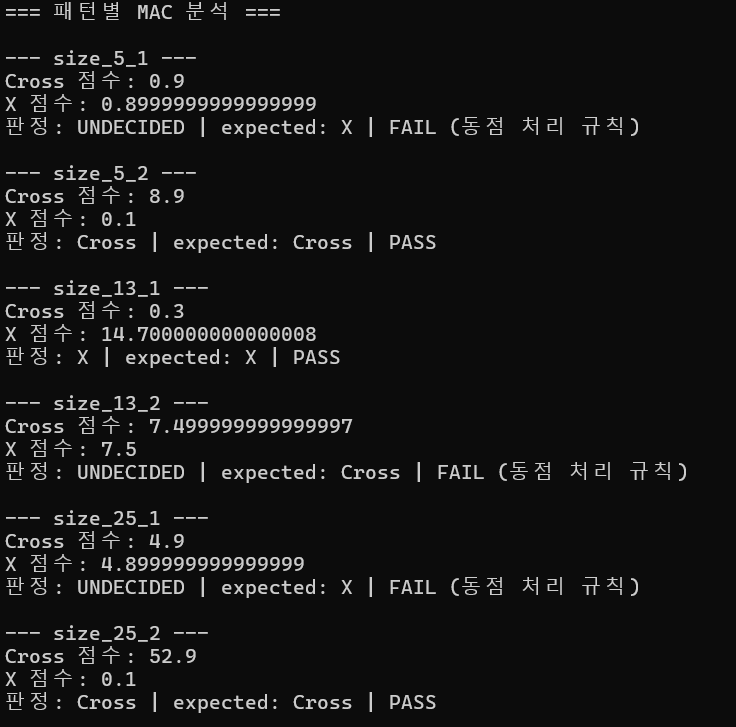 === 패턴별 MAC 분석 ===
--- size_5_1 ---
Cross 점수: 0.9
X 점수: 0.8999999999999999
판정: UNDECIDED | expected: X | FAIL (동점 처리 규칙)
--- size_5_2 ---
Cross 점수: 8.9
X 점수: 0.1
판정: Cross | expected: Cross | PASS
--- size_13_1 ---
Cross 점수: 0.3
X 점수: 14.700000000000008
판정: X | expected: X | PASS
--- size_13_2 ---
Cross 점수: 7.499999999999997
X 점수: 7.5
판정: UNDECIDED | expected: Cross | FAIL (동점 처리 규칙)
--- size_25_1 ---
Cross 점수: 4.9
X 점수: 4.899999999999999
판정: UNDECIDED | expected: X | FAIL (동점 처리 규칙)
--- size_25_2 ---
Cross 점수: 52.9
X 점수: 0.1
판정: Cross | expected: Cross | PASS